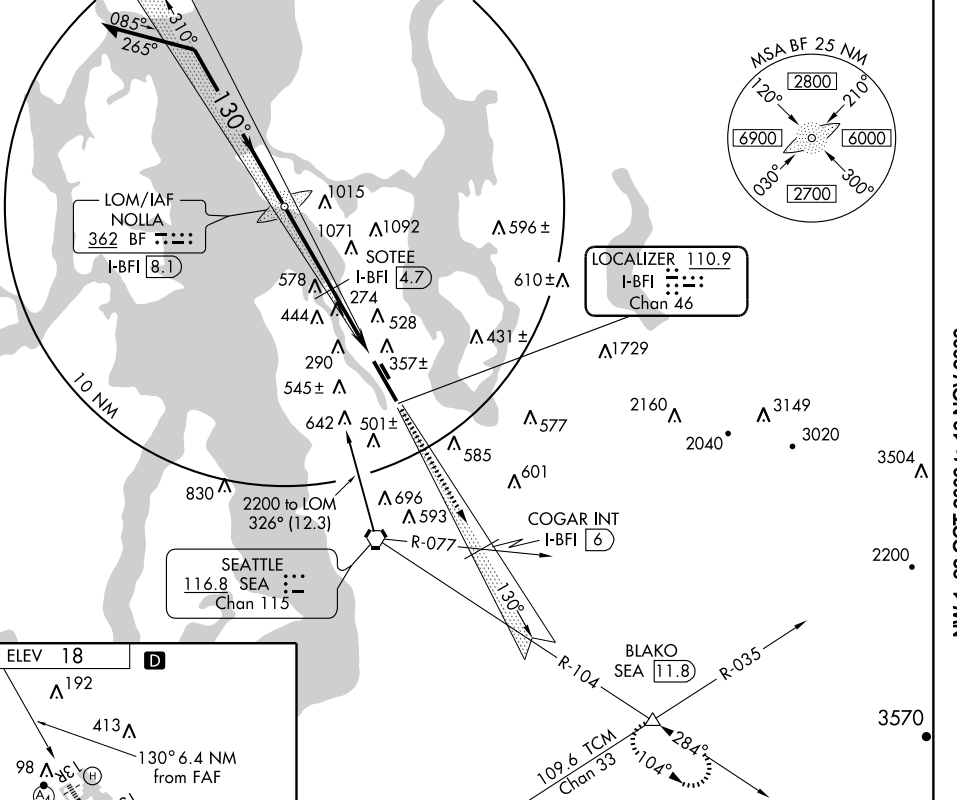 085°
265°
310°
130°
MSA BF 25 NM
120°
2800
210°
6900
6000
030°
2700
300°
LOM/IAF
NOLLA
362 BF
I-BFI 8.1
1015
1071
1092
596 ±
SOTEE
I-BFI 4.7
578
274
610 ±
LOCALIZER 110.9
I-BFI
Chan 46
444
528
290
357 ±
431 ±
1729
10 NM
545 ±
642
501 ±
577
2160
3149
2040
3020
585
3504
830
2200 to LOM
326° (12.3)
696
593
601
COGAR INT
I-BFI 6
R-077
2200
SEATTLE
116.8 SEA
Chan 115
130°
ELEV 18
D
192
413
130° 6.4 NM
from FAF
98
13R
H
BLAKO
SEA 11.8
R-104
R-035
3570
284°
104°
109.6 TCM
Chan 33